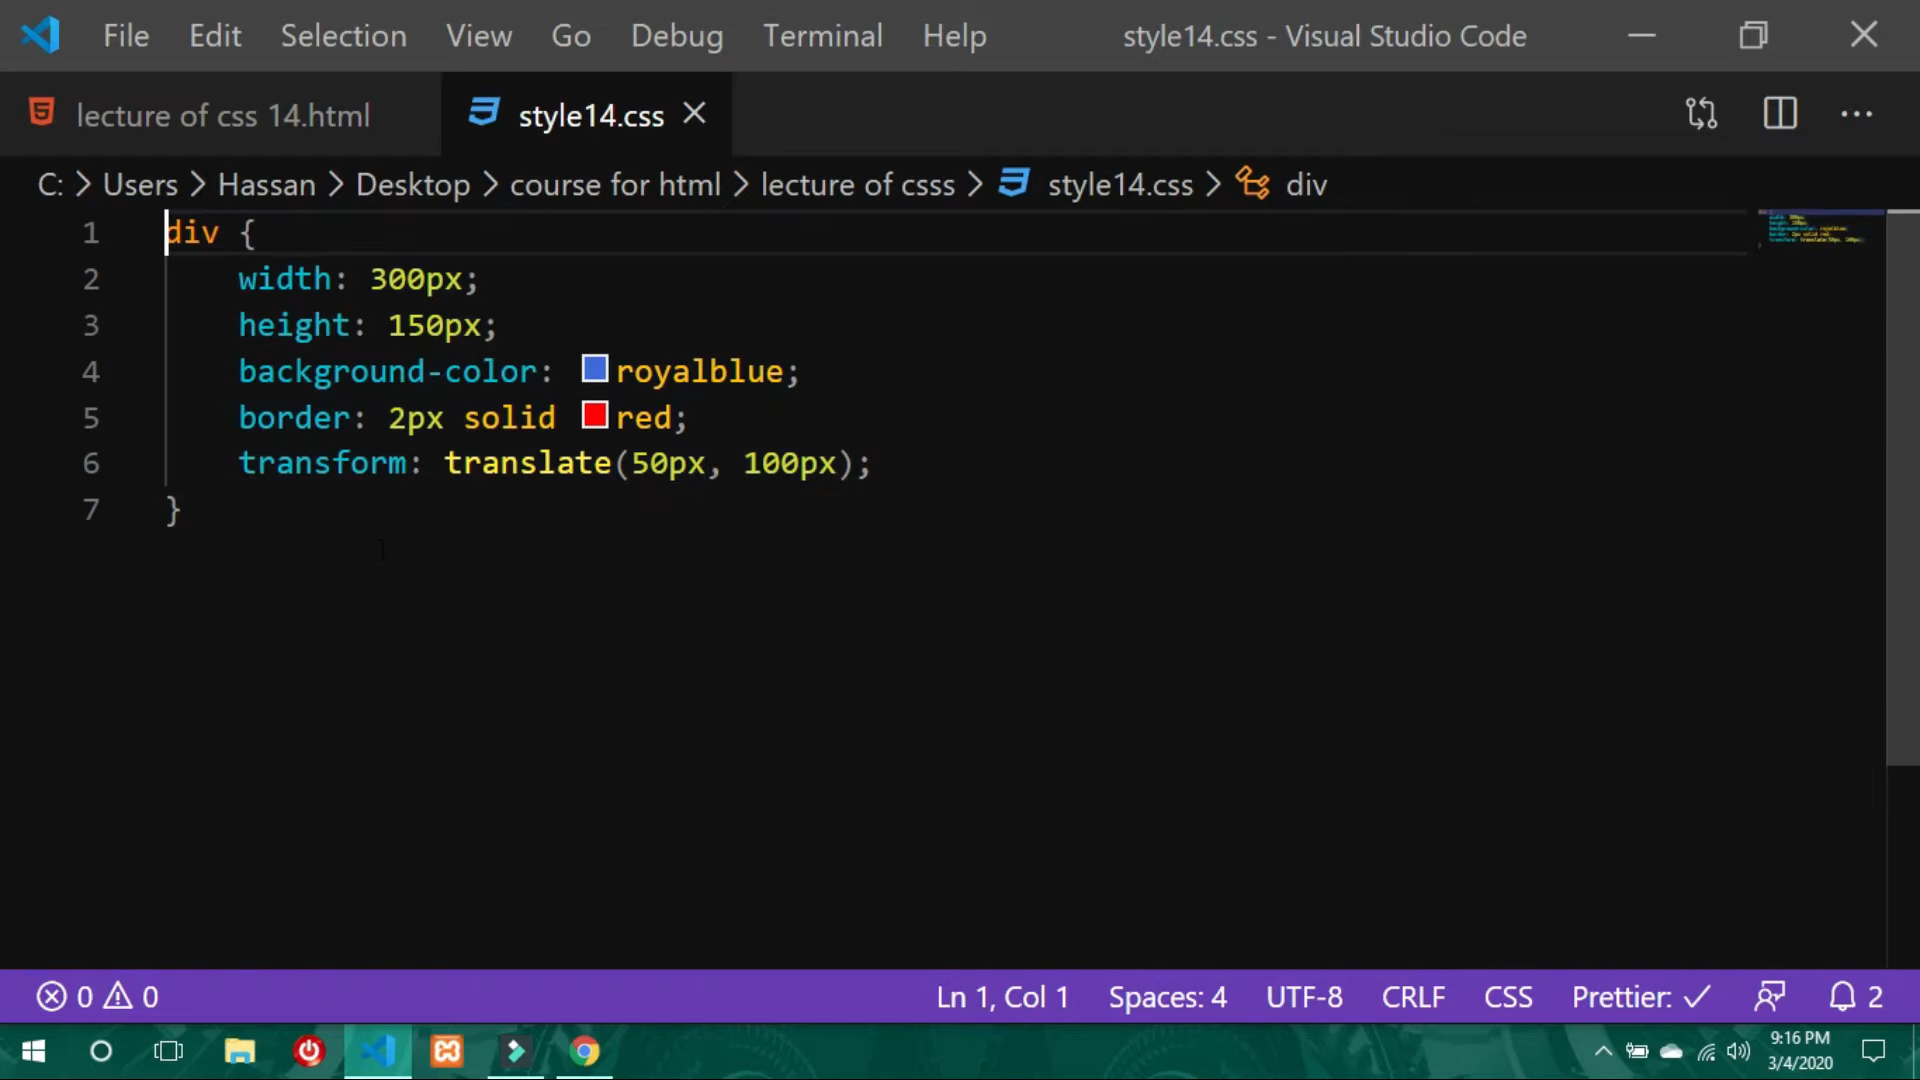 File Edit Selection View Go Debug Terminal Help style14.css - Visual Studio Code
lecture of css 14.html style14.css
C: > Users > Hassan > Desktop > course for html > lecture of csss > style14.css > div
1 div {
2 width: 300px;
3 height: 150px;
4 background-color: royalblue;
5 border: 2px solid red;
6 transform: translate(50px, 100px);
7 }
0 0 Ln 1, Col 1 Spaces: 4 UTF-8 CRLF CSS Prettier: ✓ 2
9:16 PM
3/4/2020